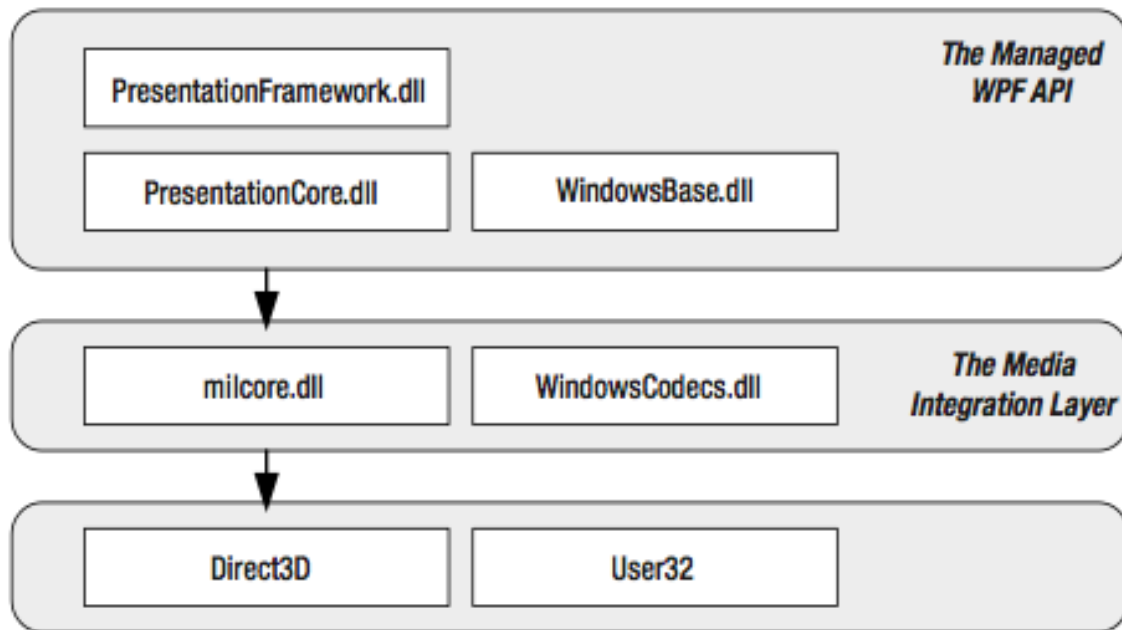 The Managed
WPF API
PresentationFramework.dll
PresentationCore.dll
WindowsBase.dll
milcore.dll
WindowsCodecs.dll
The Media
Integration Layer
Direct3D
User32